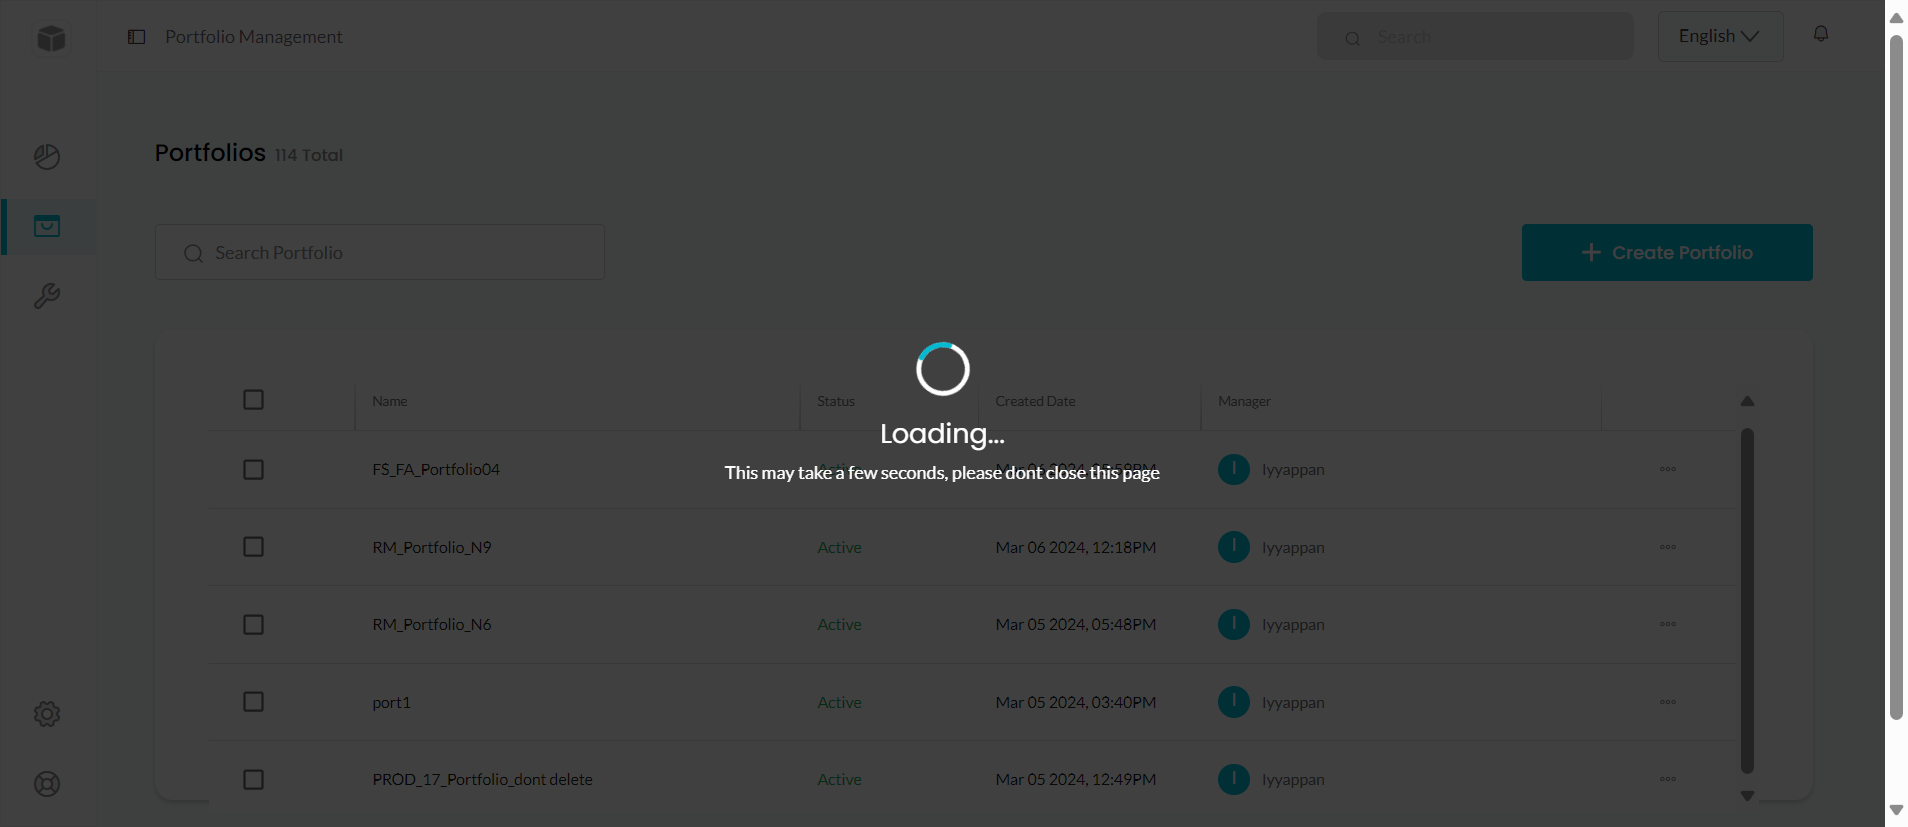 Portfolio Management
Search
English
Portfolios 114 Total
Search Portfolio
+ Create Portfolio
Loading...
This may take a few seconds, please dont close this page
Name Status Created Date Manager
FS_FA_Portfolio04 I Iyyappan
RM_Portfolio_N9 Active Mar 06 2024, 12:18PM I Iyyappan
RM_Portfolio_N6 Active Mar 05 2024, 05:48PM I Iyyappan
port1 Active Mar 05 2024, 03:40PM I Iyyappan
PROD_17_Portfolio_dont delete Active Mar 05 2024, 12:49PM I Iyyappan